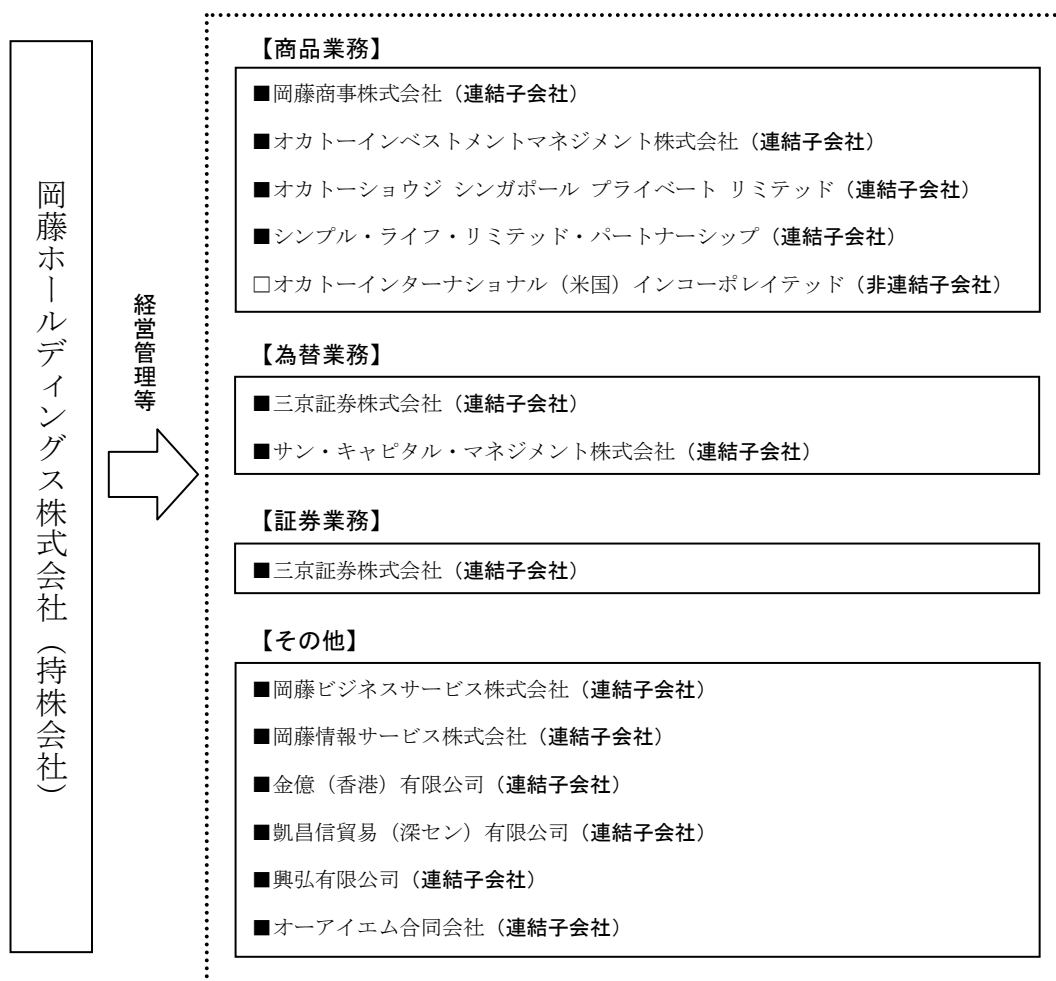 岡藤ホールディングス株式会社（持株会社）
経営管理等
【商品業務】
■岡藤商事株式会社（連結子会社）
■オカトーインベストメントマネジメント株式会社（連結子会社）
■オカトーショウジ シンガポール プライベート リミテッド（連結子会社）
■シンプル・ライフ・リミテッド・パートナーシップ（連結子会社）
□オカトーインターナショナル（米国）インコーポレイテッド（非連結子会社）
【為替業務】
■三京証券株式会社（連結子会社）
■サン・キャピタル・マネジメント株式会社（連結子会社）
【証券業務】
■三京証券株式会社（連結子会社）
【その他】
■岡藤ビジネスサービス株式会社（連結子会社）
■岡藤情報サービス株式会社（連結子会社）
■金億（香港）有限公司（連結子会社）
■凱昌信貿易（深セン）有限公司（連結子会社）
■興弘有限公司（連結子会社）
■オーアイエム合同会社（連結子会社）